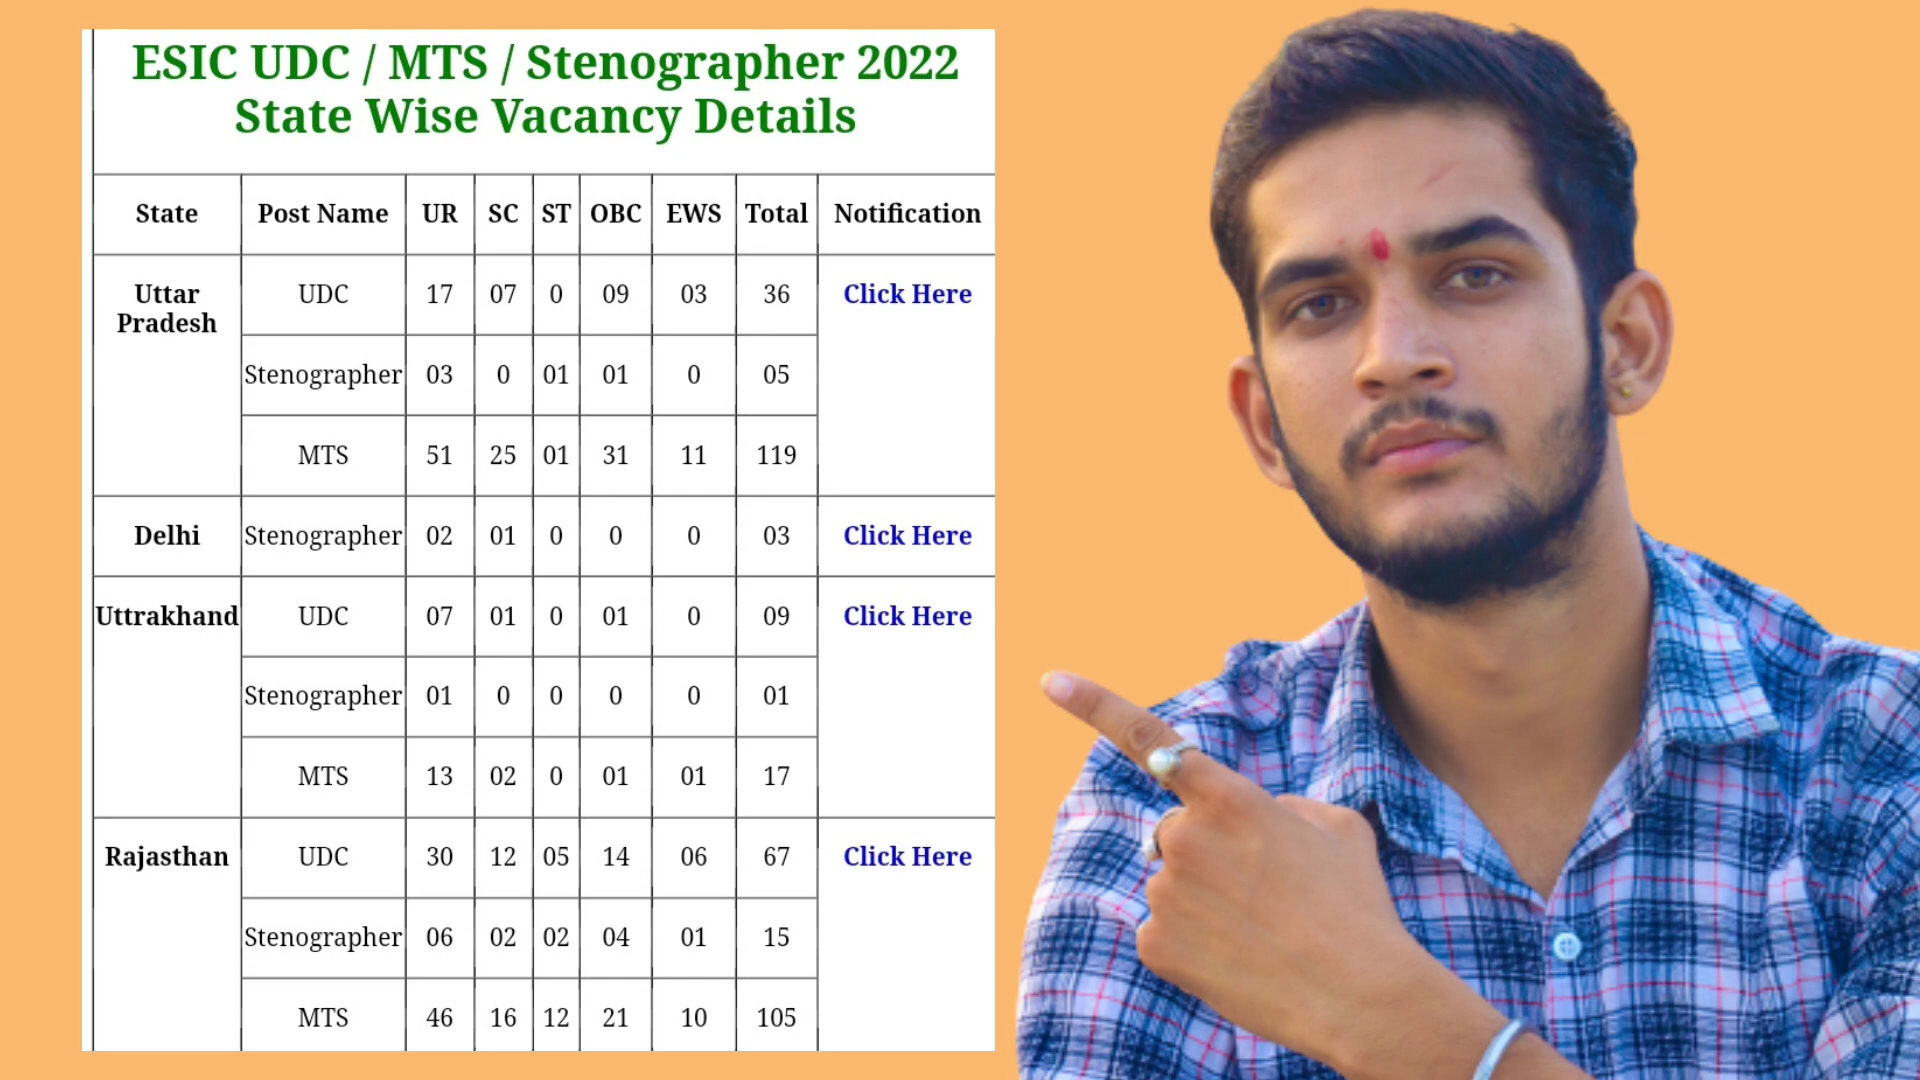 ESIC UDC / MTS / Stenographer 2022
State Wise Vacancy Details
State Post Name UR SC ST OBC EWS Total Notification
Uttar Pradesh UDC 17 07 0 09 03 36 Click Here
Stenographer 03 0 01 01 0 05
MTS 51 25 01 31 11 119
Delhi Stenographer 02 01 0 0 0 03 Click Here
Uttrakhand UDC 07 01 0 01 0 09 Click Here
Stenographer 01 0 0 0 0 01
MTS 13 02 0 01 01 17
Rajasthan UDC 30 12 05 14 06 67 Click Here
Stenographer 06 02 02 04 01 15
MTS 46 16 12 21 10 105